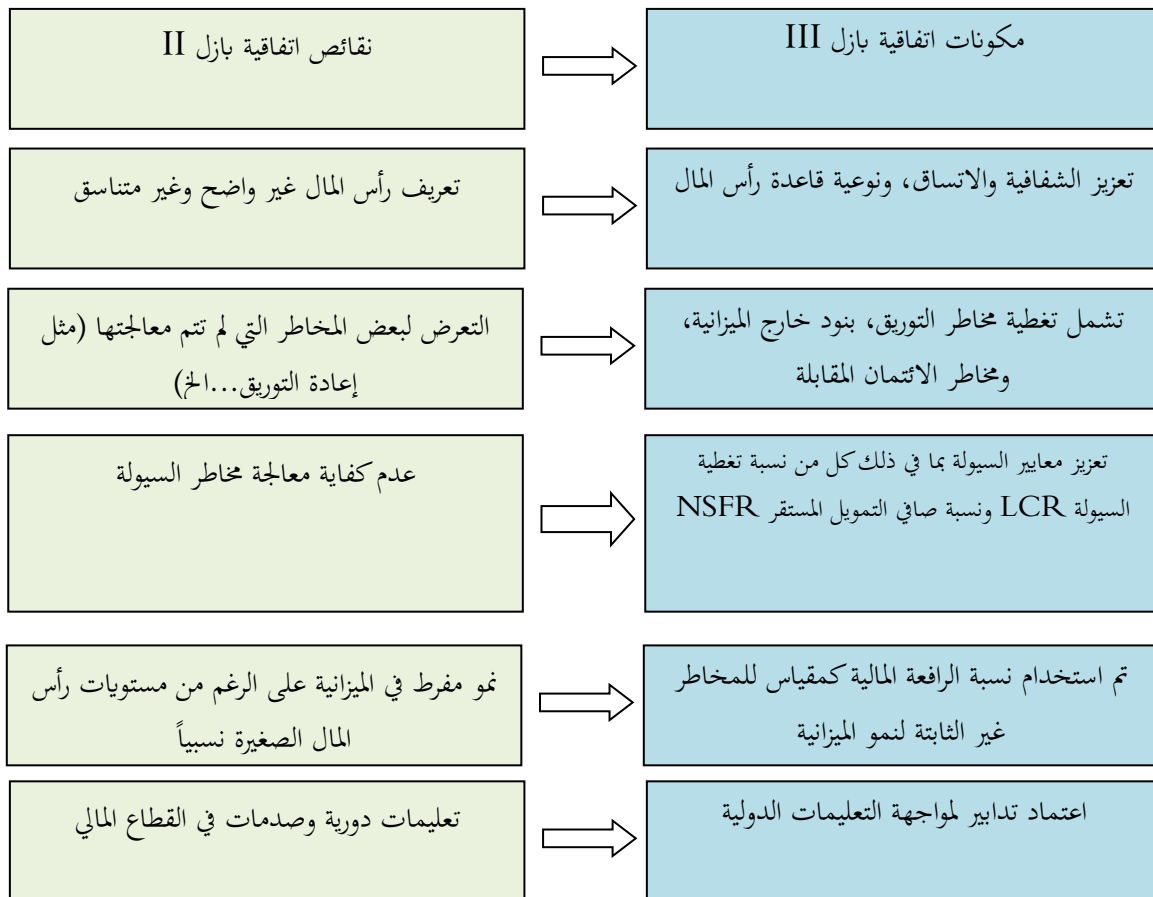 نقائص اتفاقية بازل II
مكونات اتفاقية بازل III
تعريف رأس المال غير واضح وغير متناسق
تعزيز الشفافية والاتساق، ونوعية قاعدة رأس المال
التعرض لبعض المخاطر التي لم تتم معالجتها (مثل
إعادة التوريق...الخ)
تشمل تغطية مخاطر التوريق، بنود خارج الميزانية،
ومخاطر الائتمان المقابلة
عدم كفاية معالجة مخاطر السيولة
تعزيز معايير السيولة بما في ذلك كل من نسبة تغطية
السيولة LCR ونسبة صافي التمويل المستقر NSFR
نمو مفرط في الميزانية على الرغم من مستويات رأس
المال الصغيرة نسبياً
تم استخدام نسبة الرافعة المالية كمقياس للمخاطر
غير الثابتة لنمو الميزانية
تعليمات دورية وصدمات في القطاع المالي
اعتماد تدابير لمواجهة التعليمات الدولية